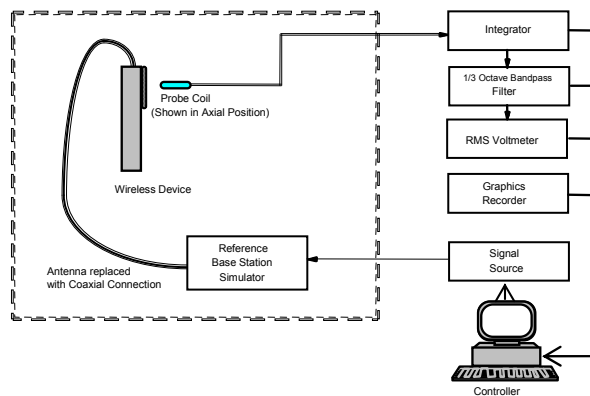 Integrator
1/3 Octave Bandpass
Filter
RMS Voltmeter
Graphics
Recorder
Probe Coil
(Shown in Axial Position)
Wireless Device
Reference
Base Station
Simulator
Antenna replaced
with Coaxial Connection
Signal
Source
Controller